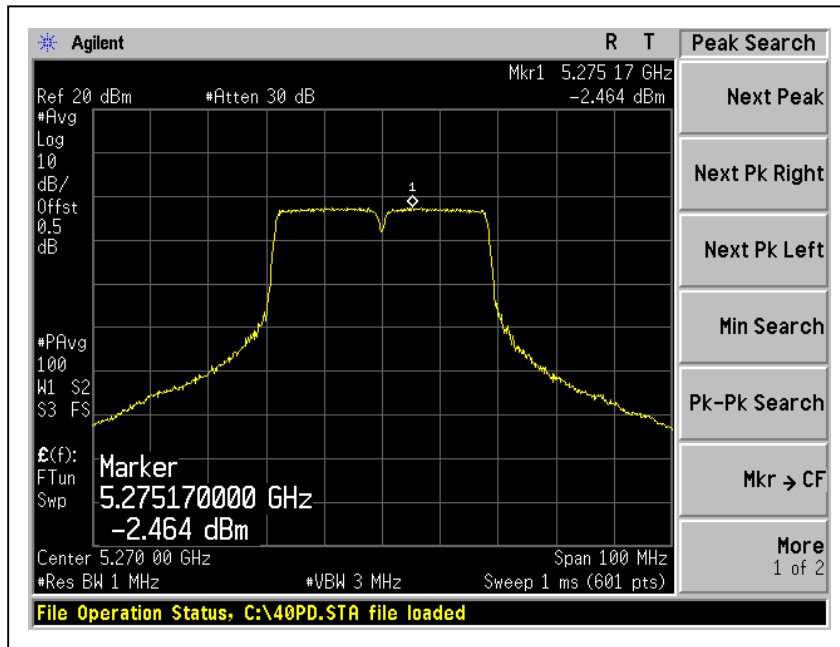 Agilent R T Peak Search
Mkr1 5.275 17 GHz
Ref 20 dBm #Atten 30 dB -2.464 dBm
#Avg
Log
10
dB/
Offst
0.5
dB
1
#PAvg
100
W1 S2
S3 FS
£(f):
FTun
Swp
Marker
5.275170000 GHz
-2.464 dBm
Center 5.270 00 GHz Span 100 MHz
#Res BW 1 MHz #VBW 3 MHz Sweep 1 ms (601 pts)
File Operation Status, C:\40PD.STA file loaded
Next Peak
Next Pk Right
Next Pk Left
Min Search
Pk-Pk Search
Mkr → CF
More
1 of 2